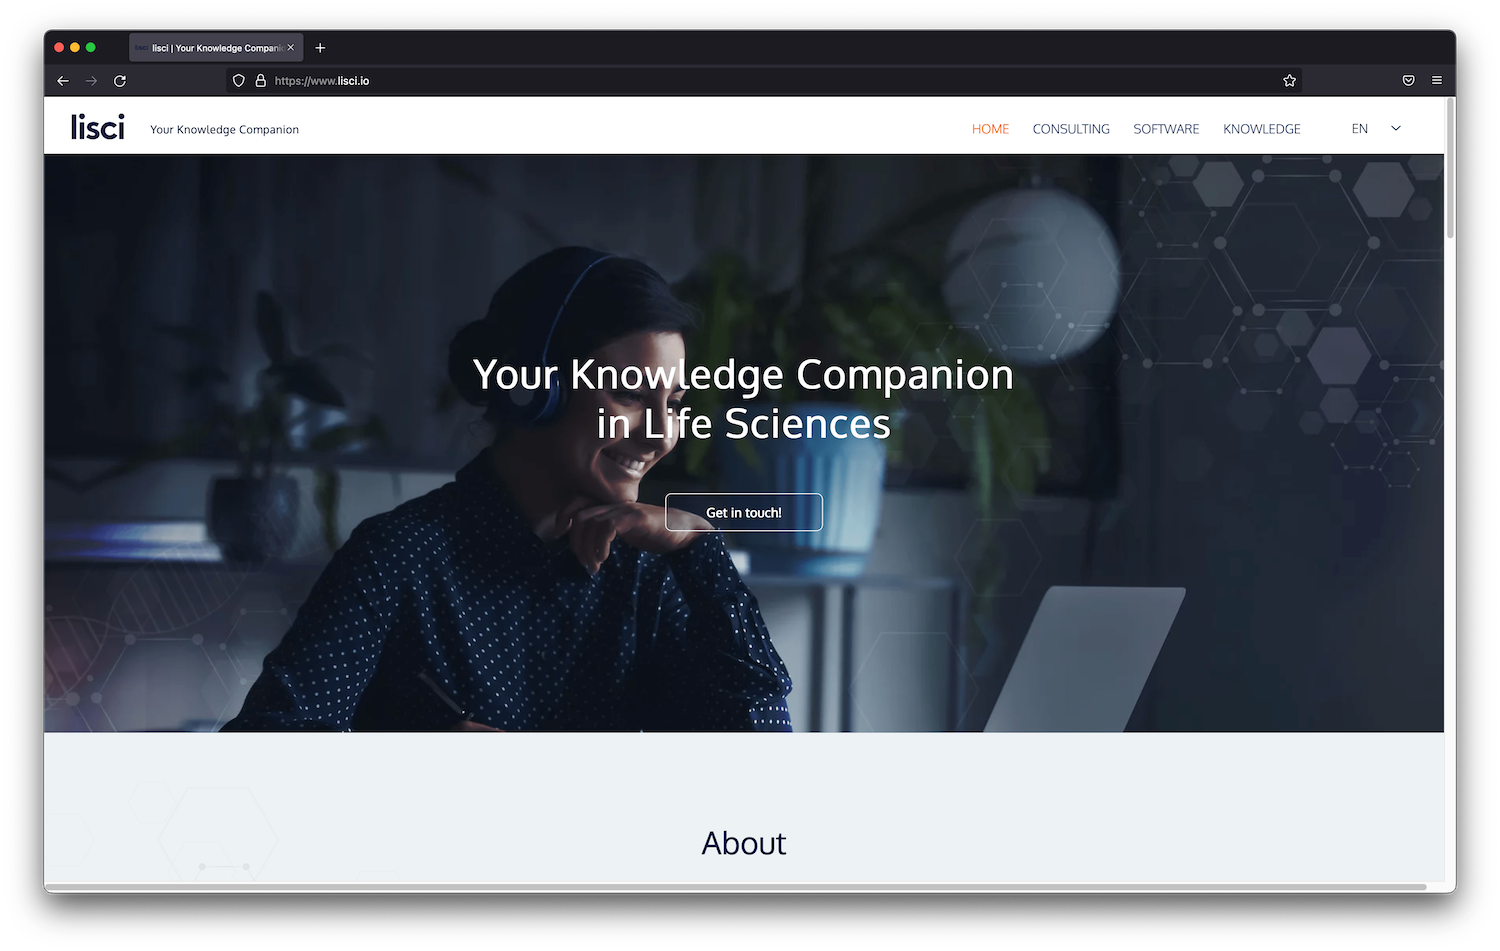 lisci | Your Knowledge Compani
https://www.lisci.io
lisci
Your Knowledge Companion
HOME
CONSULTING
SOFTWARE
KNOWLEDGE
EN
Your Knowledge Companion
in Life Sciences
Get in touch!
About